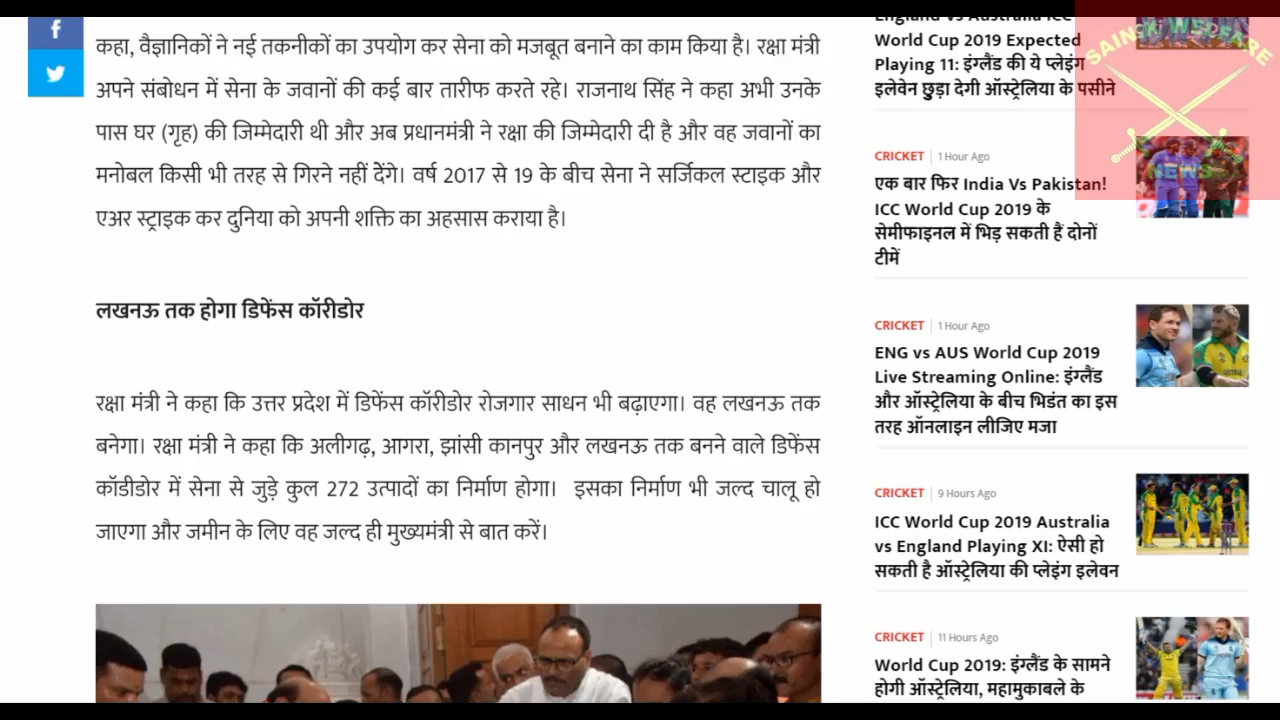 कहा, वैज्ञानिकों ने नई तकनीकों का उपयोग कर सेना को मजबूत बनाने का काम किया है। रक्षा मंत्री
अपने संबोधन में सेना के जवानों की कई बार तारीफ करते रहे। राजनाथ सिंह ने कहा अभी उनके
पास घर (गृह) की जिम्मेदारी थी और अब प्रधानमंत्री ने रक्षा की जिम्मेदारी दी है और वह जवानों का
मनोबल किसी भी तरह से गिरने नहीं देंगे। वर्ष 2017 से 19 के बीच सेना ने सर्जिकल स्टाइक और
एअर स्ट्राइक कर दुनिया को अपनी शक्ति का अहसास कराया है।
लखनऊ तक होगा डिफेंस कॉरीडोर
रक्षा मंत्री ने कहा कि उत्तर प्रदेश में डिफेंस कॉरीडोर रोजगार साधन भी बढ़ाएगा। वह लखनऊ तक
बनेगा। रक्षा मंत्री ने कहा कि अलीगढ़, आगरा, झांसी कानपुर और लखनऊ तक बनने वाले डिफेंस
कॉडीडोर में सेना से जुड़े कुल 272 उत्पादों का निर्माण होगा। इसका निर्माण भी जल्द चालू हो
जाएगा और जमीन के लिए वह जल्द ही मुख्यमंत्री से बात करें।
England vs Australia ICC
World Cup 2019 Expected
Playing 11: इंग्लैंड की ये प्लेइंग
इलेवेन छुड़ा देगी ऑस्ट्रेलिया के पसीने
CRICKET | 1 Hour Ago
एक बार फिर India Vs Pakistan!
ICC World Cup 2019 के
सेमीफाइनल में भिड़ सकती हैं दोनों
टीमें
CRICKET | 1 Hour Ago
ENG vs AUS World Cup 2019
Live Streaming Online: इंग्लैंड
और ऑस्ट्रेलिया के बीच भिडंत का इस
तरह ऑनलाइन लीजिए मजा
CRICKET | 9 Hours Ago
ICC World Cup 2019 Australia
vs England Playing XI: ऐसी हो
सकती है ऑस्ट्रेलिया की प्लेइंग इलेवन
CRICKET | 11 Hours Ago
World Cup 2019: इंग्लैंड के सामने
होगी ऑस्ट्रेलिया, महामुकाबले के
SAINIK WELFARE
NEWS